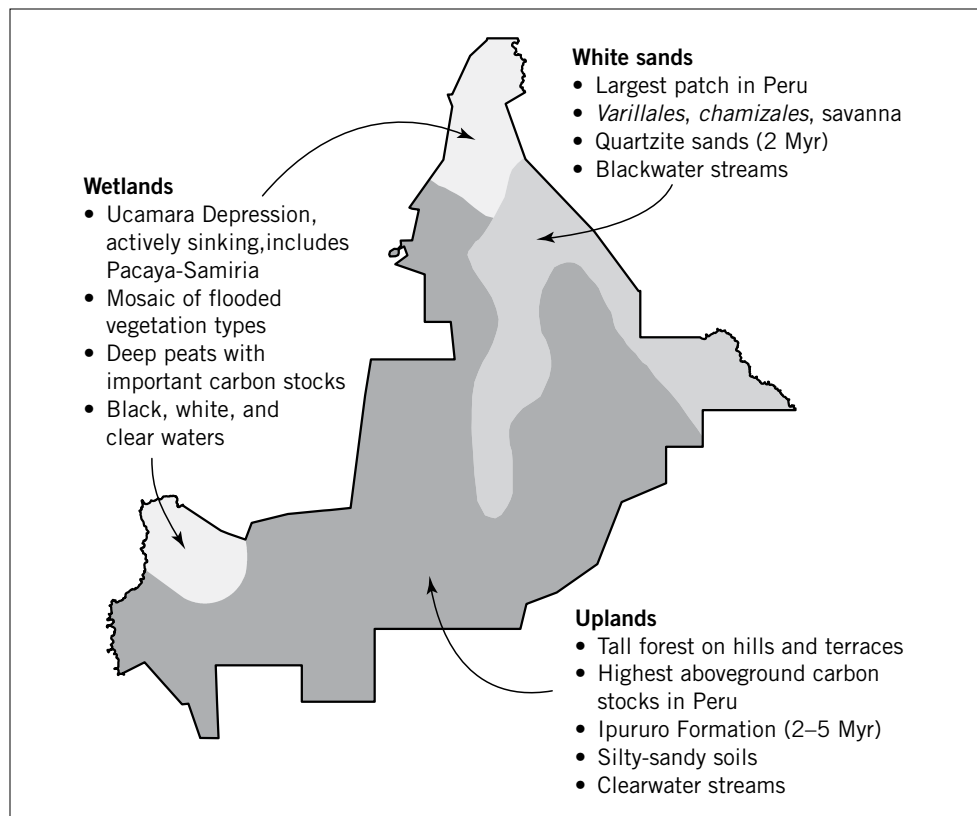 White sands
• Largest patch in Peru
• Varillales, chamizales, savanna
• Quartzite sands (2 Myr)
• Blackwater streams
Wetlands
• Ucamara Depression,
actively sinking,includes
Pacaya-Samiria
• Mosaic of flooded
vegetation types
• Deep peats with
important carbon stocks
• Black, white, and
clear waters
Uplands
• Tall forest on hills and terraces
• Highest aboveground carbon
stocks in Peru
• Ipururo Formation (2–5 Myr)
• Silty-sandy soils
• Clearwater streams